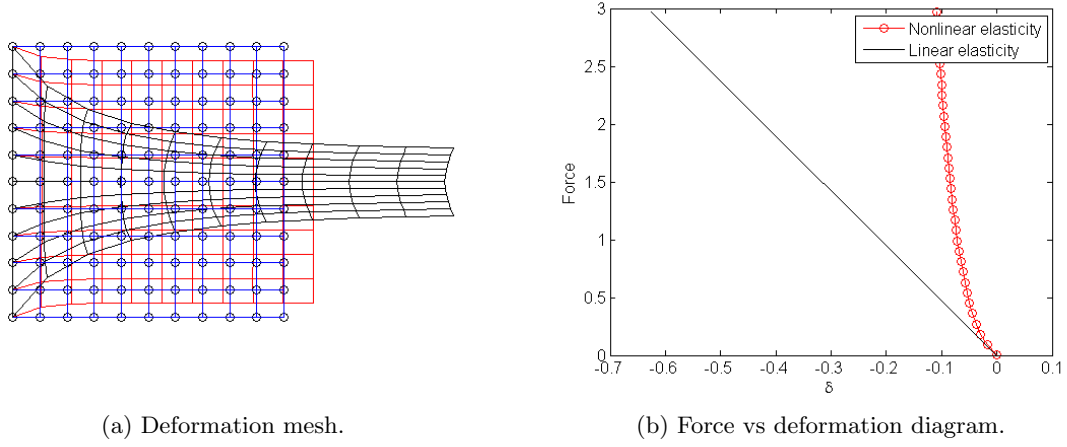 3
2.5
2
1.5
1
0.5
0
Force
-0.7 -0.6 -0.5 -0.4 -0.3 -0.2 -0.1 0 0.1
δ
Nonlinear elasticity
Linear elasticity
(a) Deformation mesh.
(b) Force vs deformation diagram.